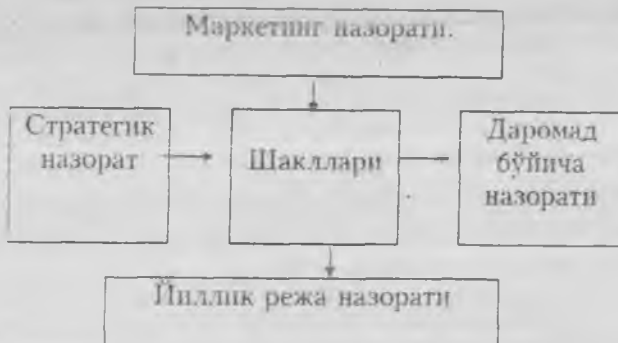 Маркетинг назорати.
Стратегик
назорат
Шакллари
Даромад
бўйича
назорати
Йиллик режа назорати